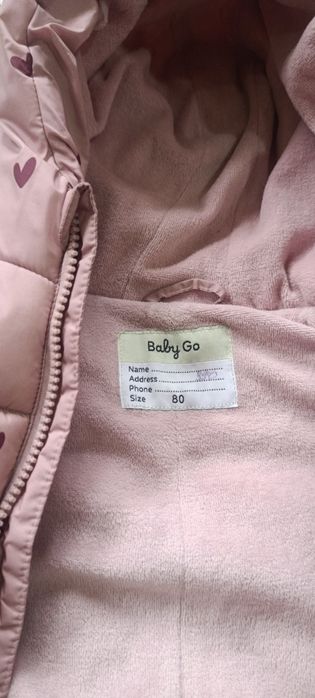 Baby Go
Name ....................
Address ....................
Phone ....................
Size 80